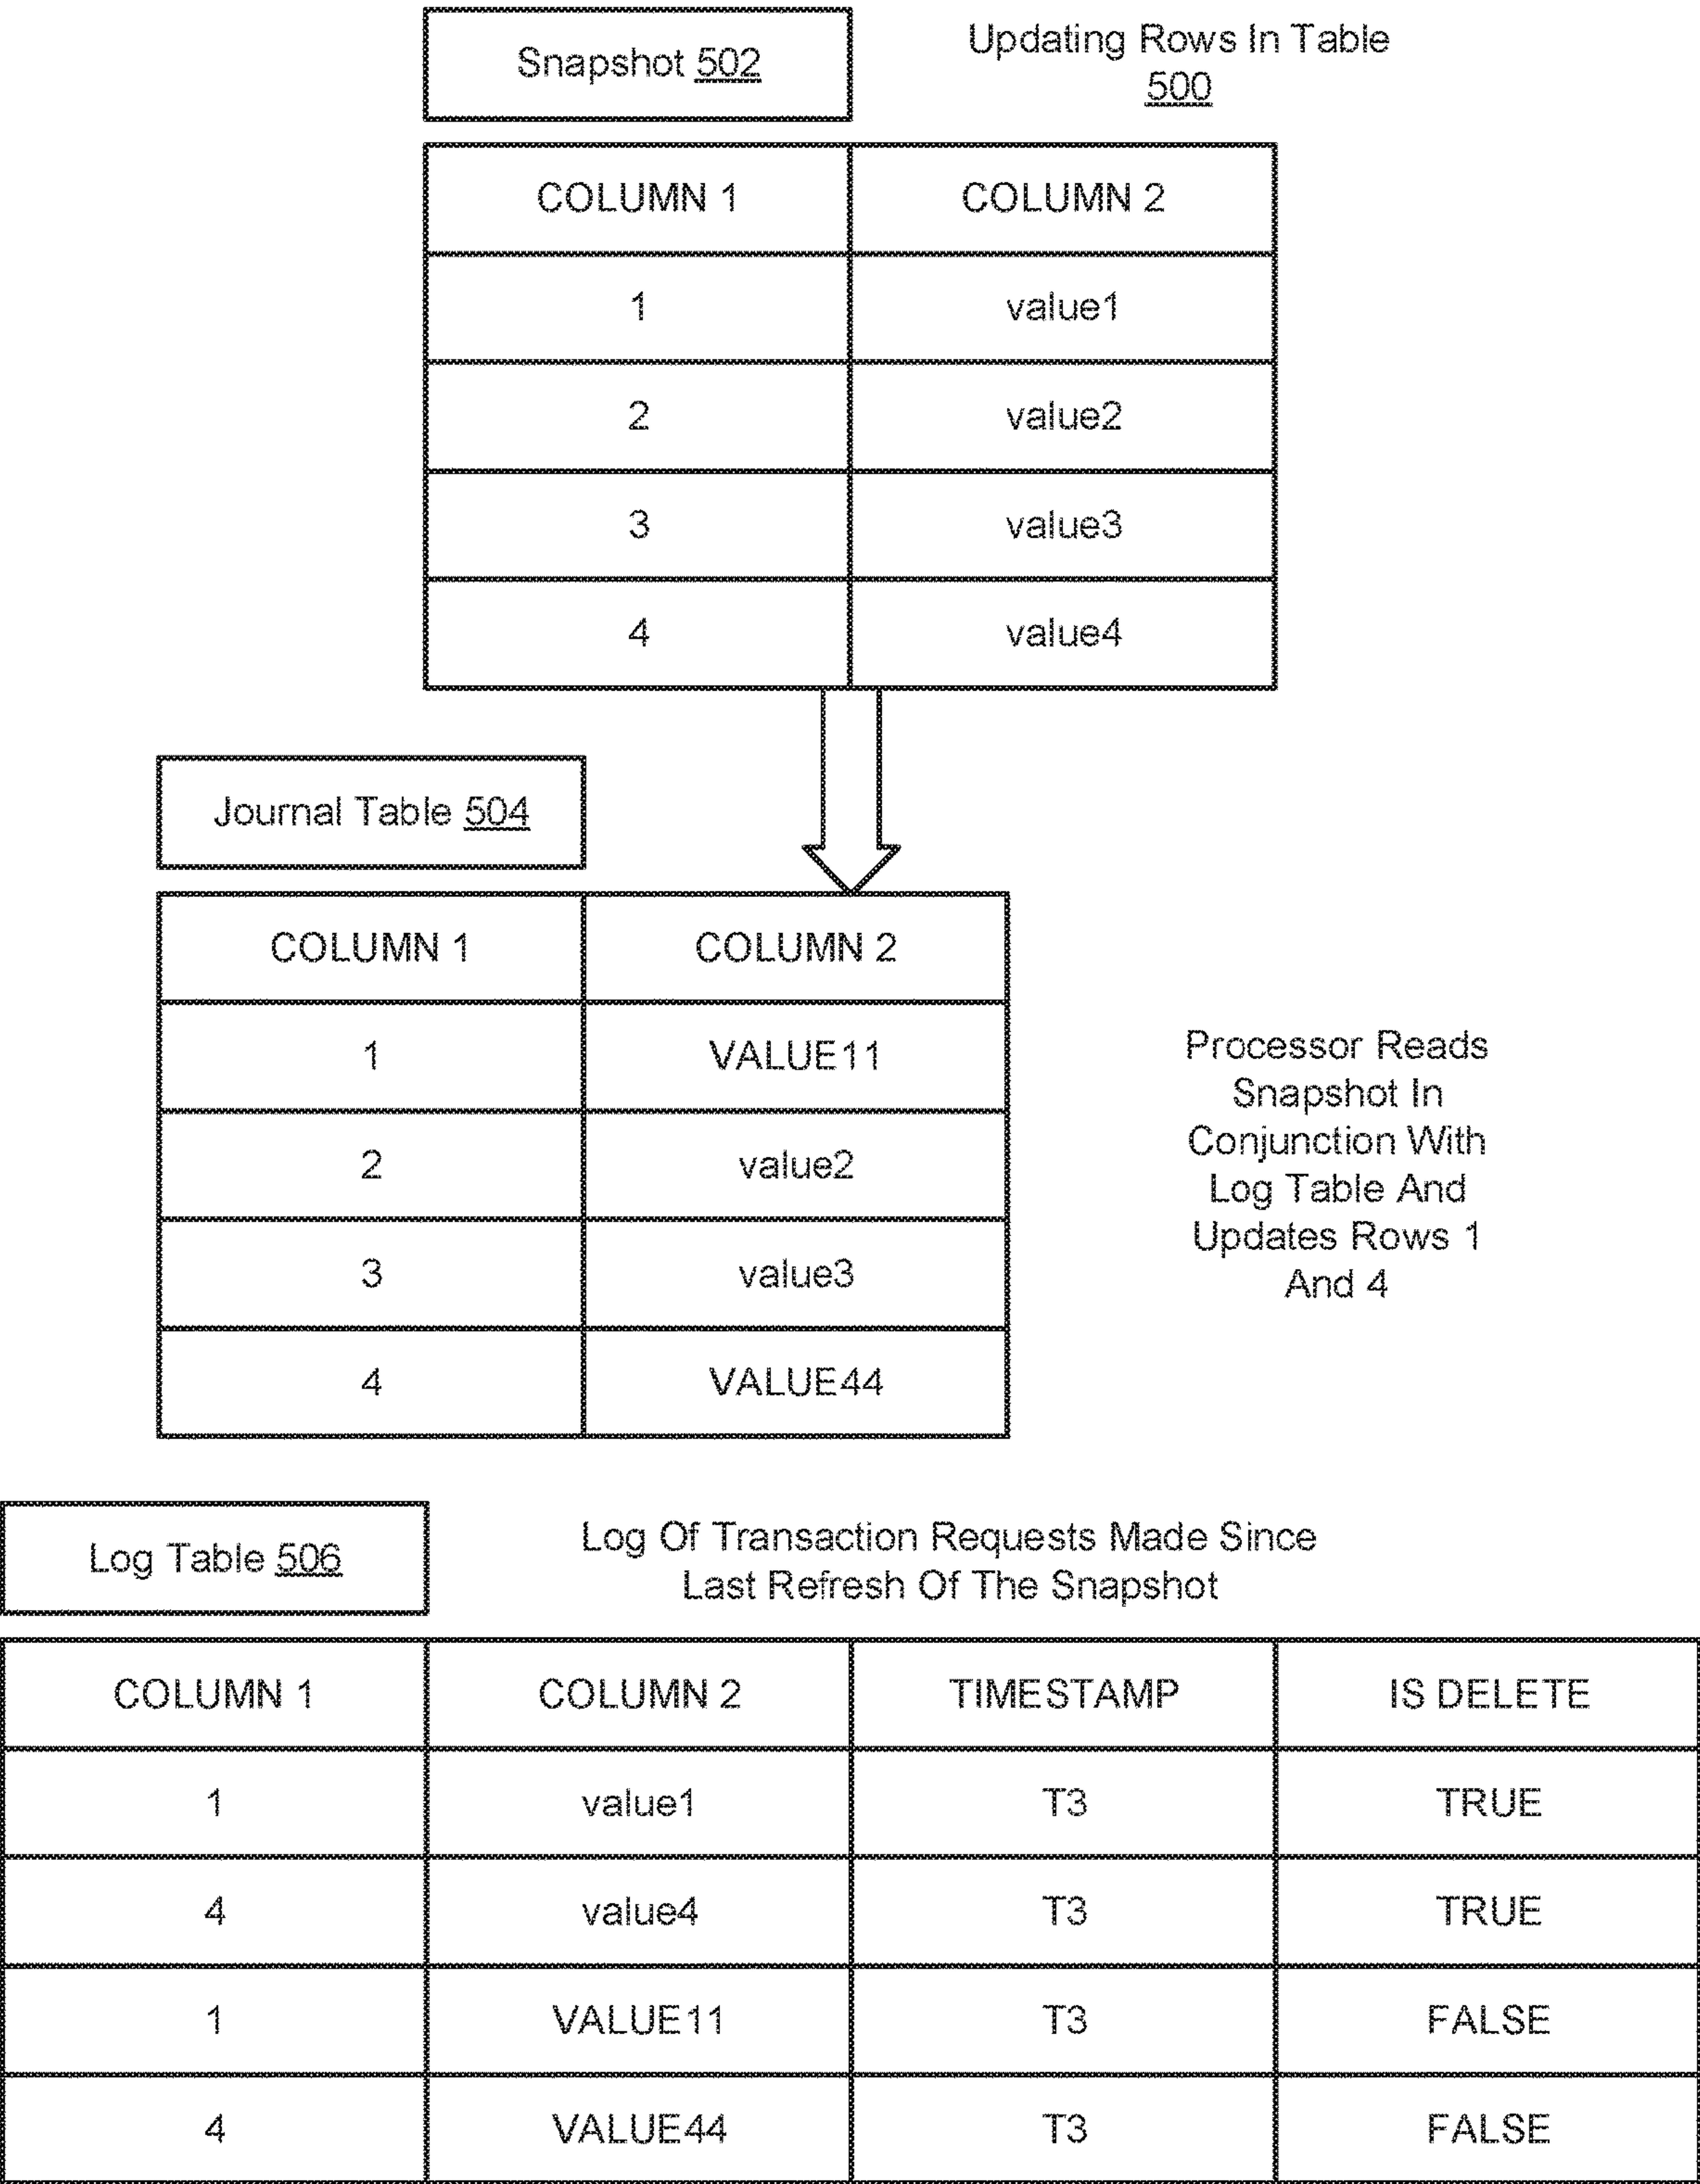 Snapshot 502
Updating Rows In Table
500
COLUMN 1 COLUMN 2
1 value1
2 value2
3 value3
4 value4
Journal Table 504
COLUMN 1 COLUMN 2
1 VALUE11
2 value2
3 value3
4 VALUE44
Processor Reads
Snapshot In
Conjunction With
Log Table And
Updates Rows 1
And 4
Log Table 506
Log Of Transaction Requests Made Since
Last Refresh Of The Snapshot
COLUMN 1 COLUMN 2 TIMESTAMP IS DELETE
1 value1 T3 TRUE
4 value4 T3 TRUE
1 VALUE11 T3 FALSE
4 VALUE44 T3 FALSE